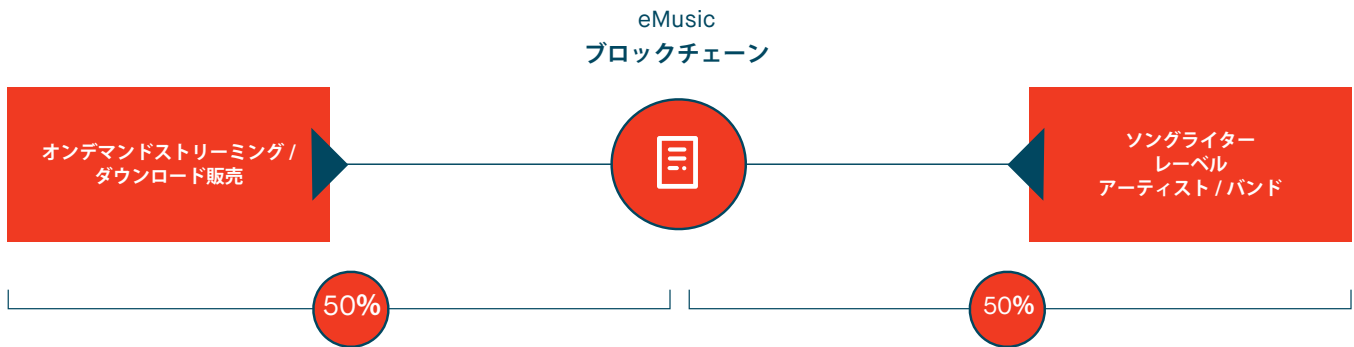 eMusic
ブロックチェーン
オンデマンドストリーミング /
ダウンロード販売
ソングライター
レーベル
アーティスト / バンド
50%
50%